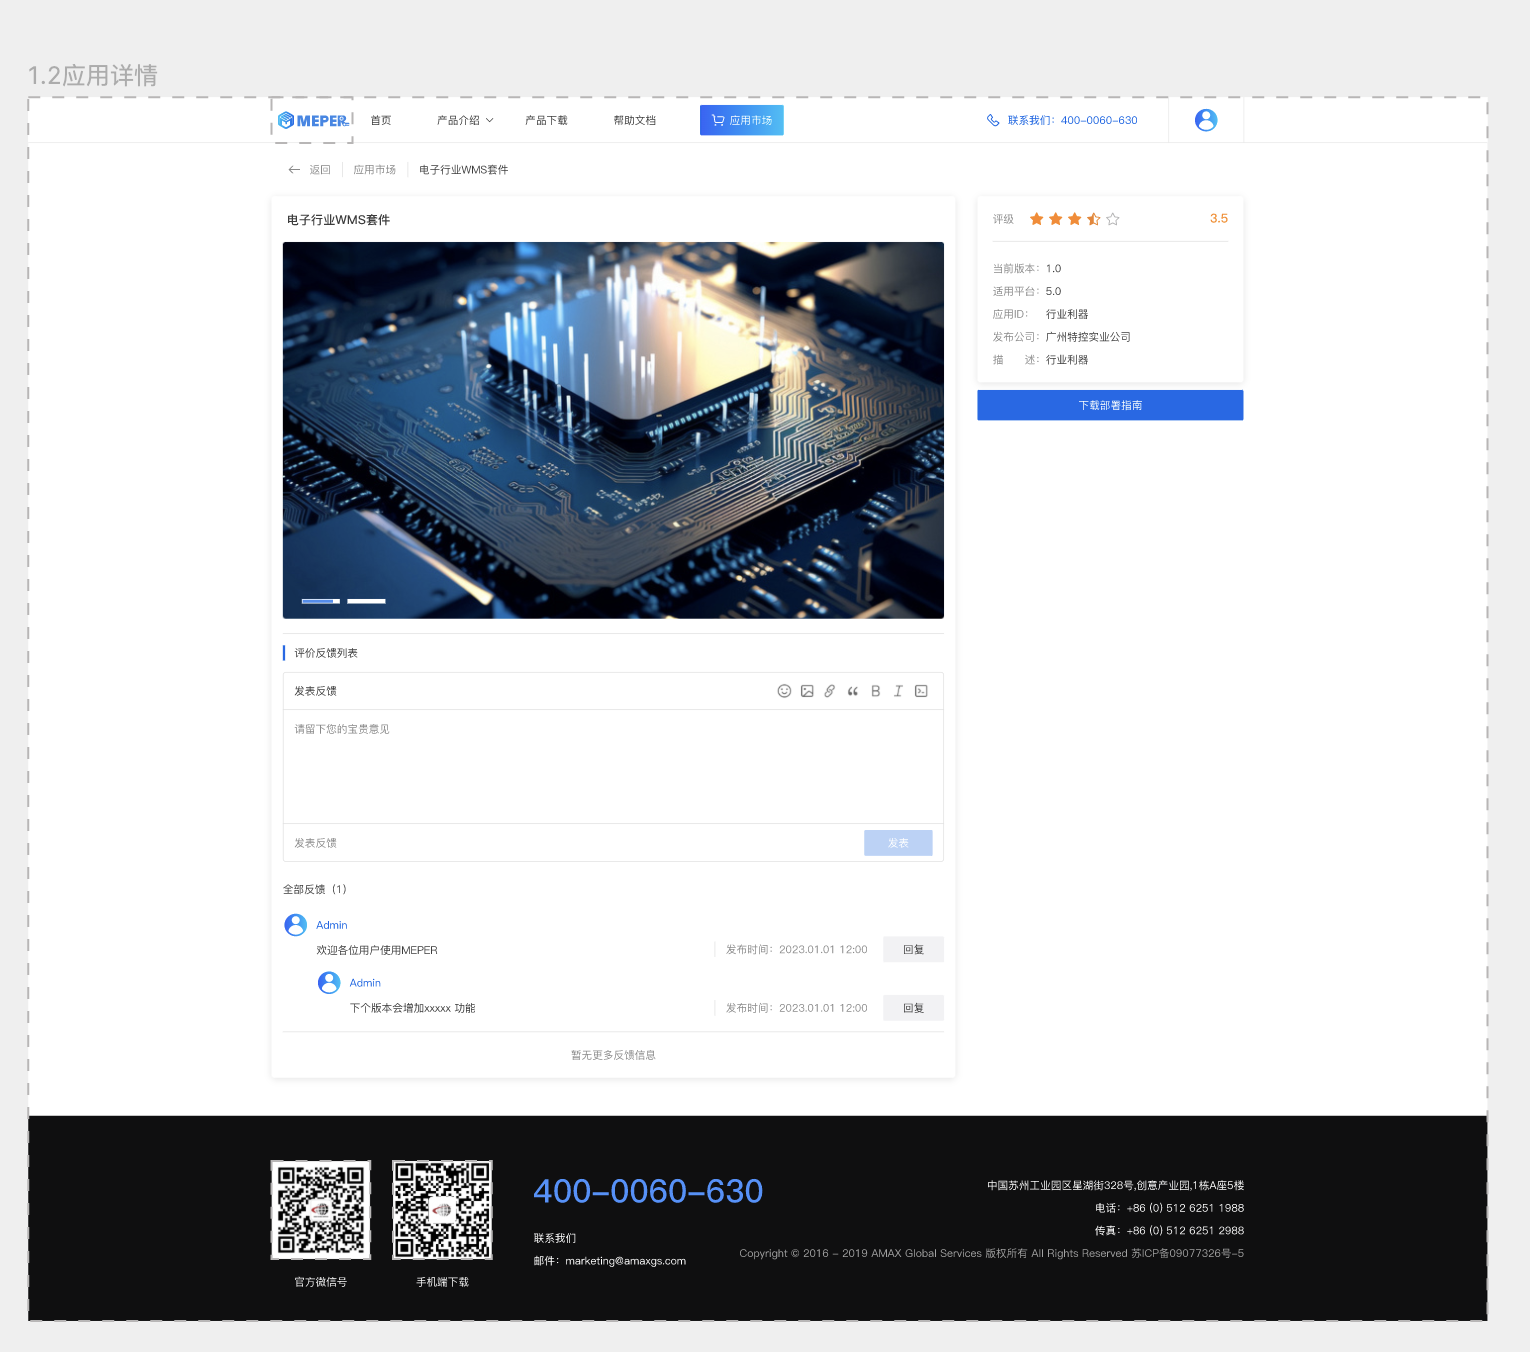 1.2应用详情
MEPER 首页 产品介绍 产品下载 帮助文档 应用市场 联系我们：400-0060-630
返回 应用市场 电子行业WMS套件
电子行业WMS套件
评级 3.5
当前版本：1.0
适用平台：5.0
应用ID： 行业利器
发布公司：广州特控实业公司
描 述：行业利器
下载部署指南
评价反馈列表
发表反馈
请留下您的宝贵意见
发表反馈 发表
全部反馈（1）
Admin
欢迎各位用户使用MEPER 发布时间：2023.01.01 12:00 回复
Admin
下个版本会增加xxxxx 功能 发布时间：2023.01.01 12:00 回复
暂无更多反馈信息
官方微信号
手机端下载
400-0060-630
联系我们
邮件：marketing@amaxgs.com
中国苏州工业园区星湖街328号,创意产业园,1栋A座5楼
电话：+86 (0) 512 6251 1988
传真：+86 (0) 512 6251 2988
Copyright © 2016 - 2019 AMAX Global Services 版权所有 All Rights Reserved 苏ICP备09077326号-5